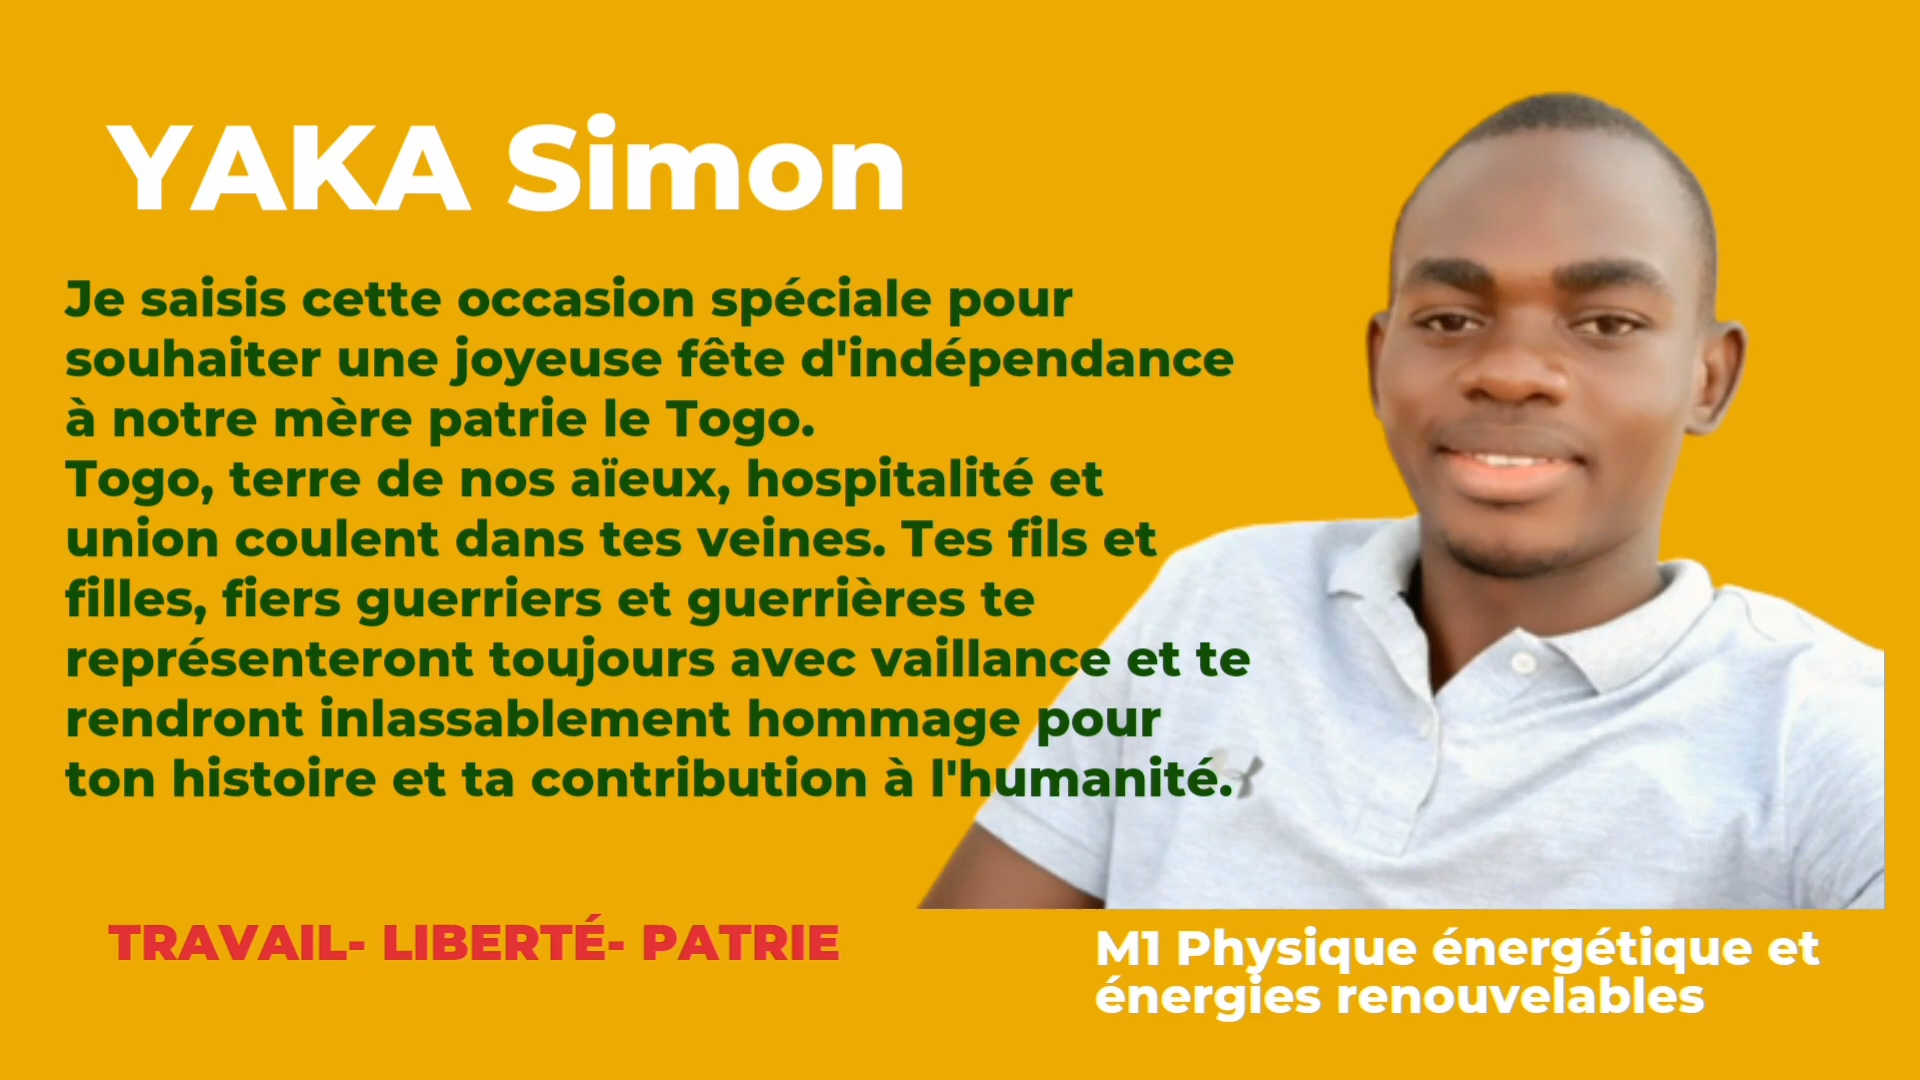 YAKA Simon
Je saisis cette occasion spéciale pour
souhaiter une joyeuse fête d'indépendance
à notre mère patrie le Togo.
Togo, terre de nos aïeux, hospitalité et
union coulent dans tes veines. Tes fils et
filles, fiers guerriers et guerrières te
représenteront toujours avec vaillance et te
rendront inlassablement hommage pour
ton histoire et ta contribution à l'humanité.
TRAVAIL- LIBERTÉ- PATRIE
M1 Physique énergétique et
énergies renouvelables